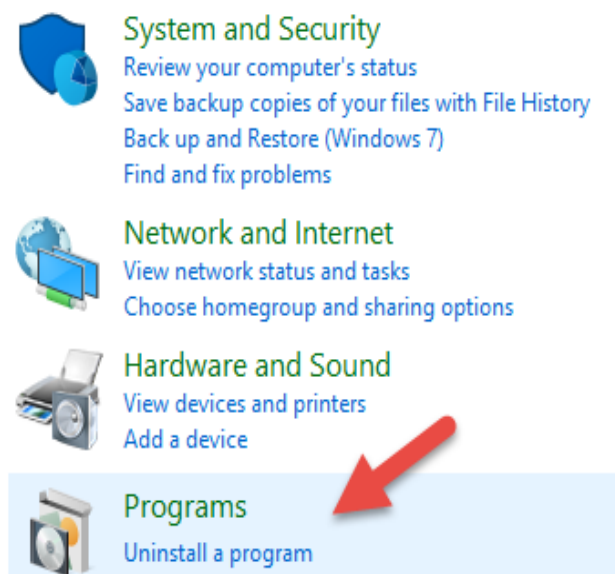 System and Security
Review your computer's status
Save backup copies of your files with File History
Back up and Restore (Windows 7)
Find and fix problems
Network and Internet
View network status and tasks
Choose homegroup and sharing options
Hardware and Sound
View devices and printers
Add a device
Programs
Uninstall a program